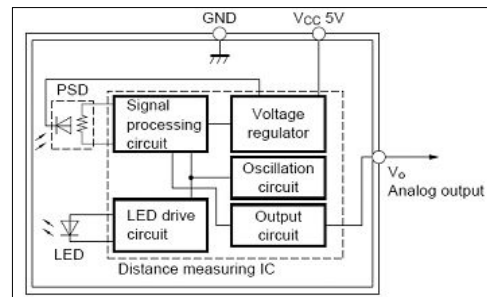 GND
VCC 5V
PSD
Signal
processing
circuit
Voltage
regulator
Oscillation
circuit
Vo
Analog output
LED drive
circuit
Output
circuit
LED
Distance measuring IC